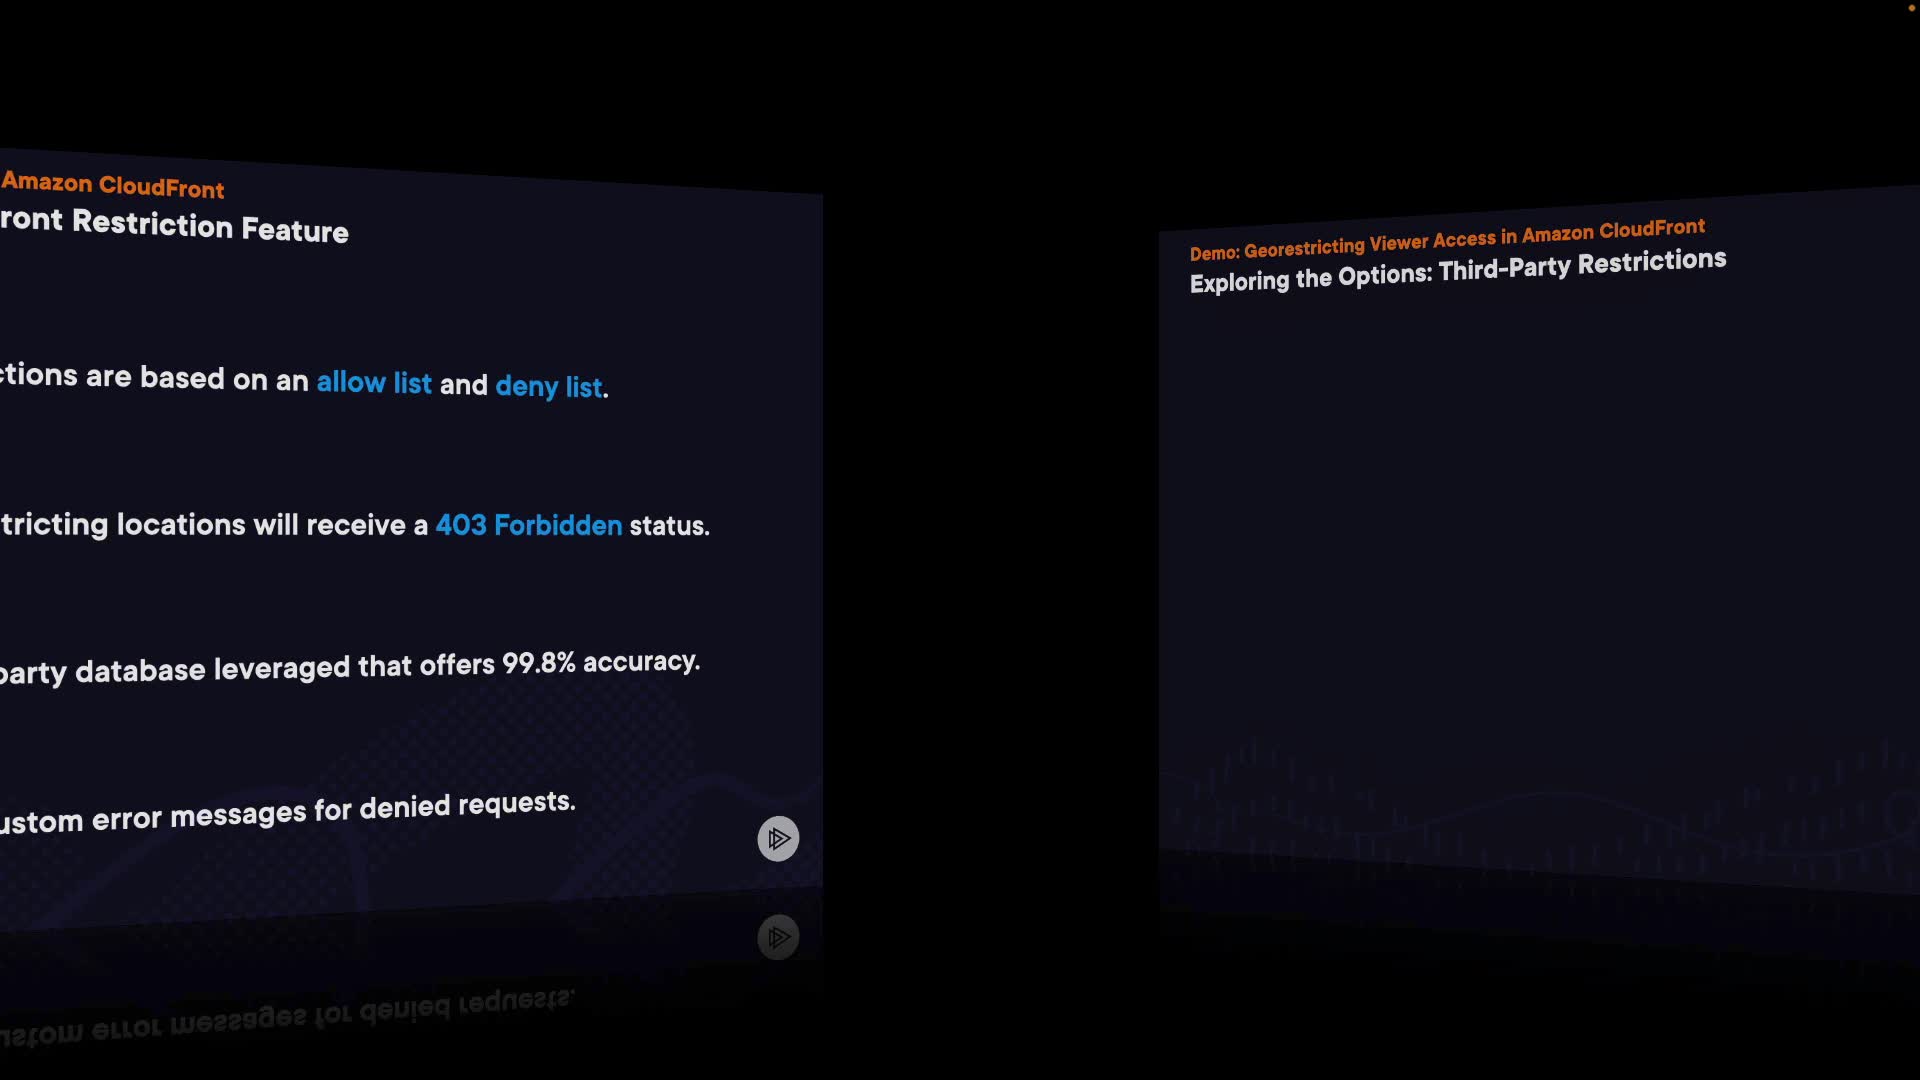 Amazon CloudFront
ront Restriction Feature
ctions are based on an allow list and deny list.
tricting locations will receive a 403 Forbidden status.
party database leveraged that offers 99.8% accuracy.
ustom error messages for denied requests.
Demo: Georestricting Viewer Access in Amazon CloudFront
Exploring the Options: Third-Party Restrictions